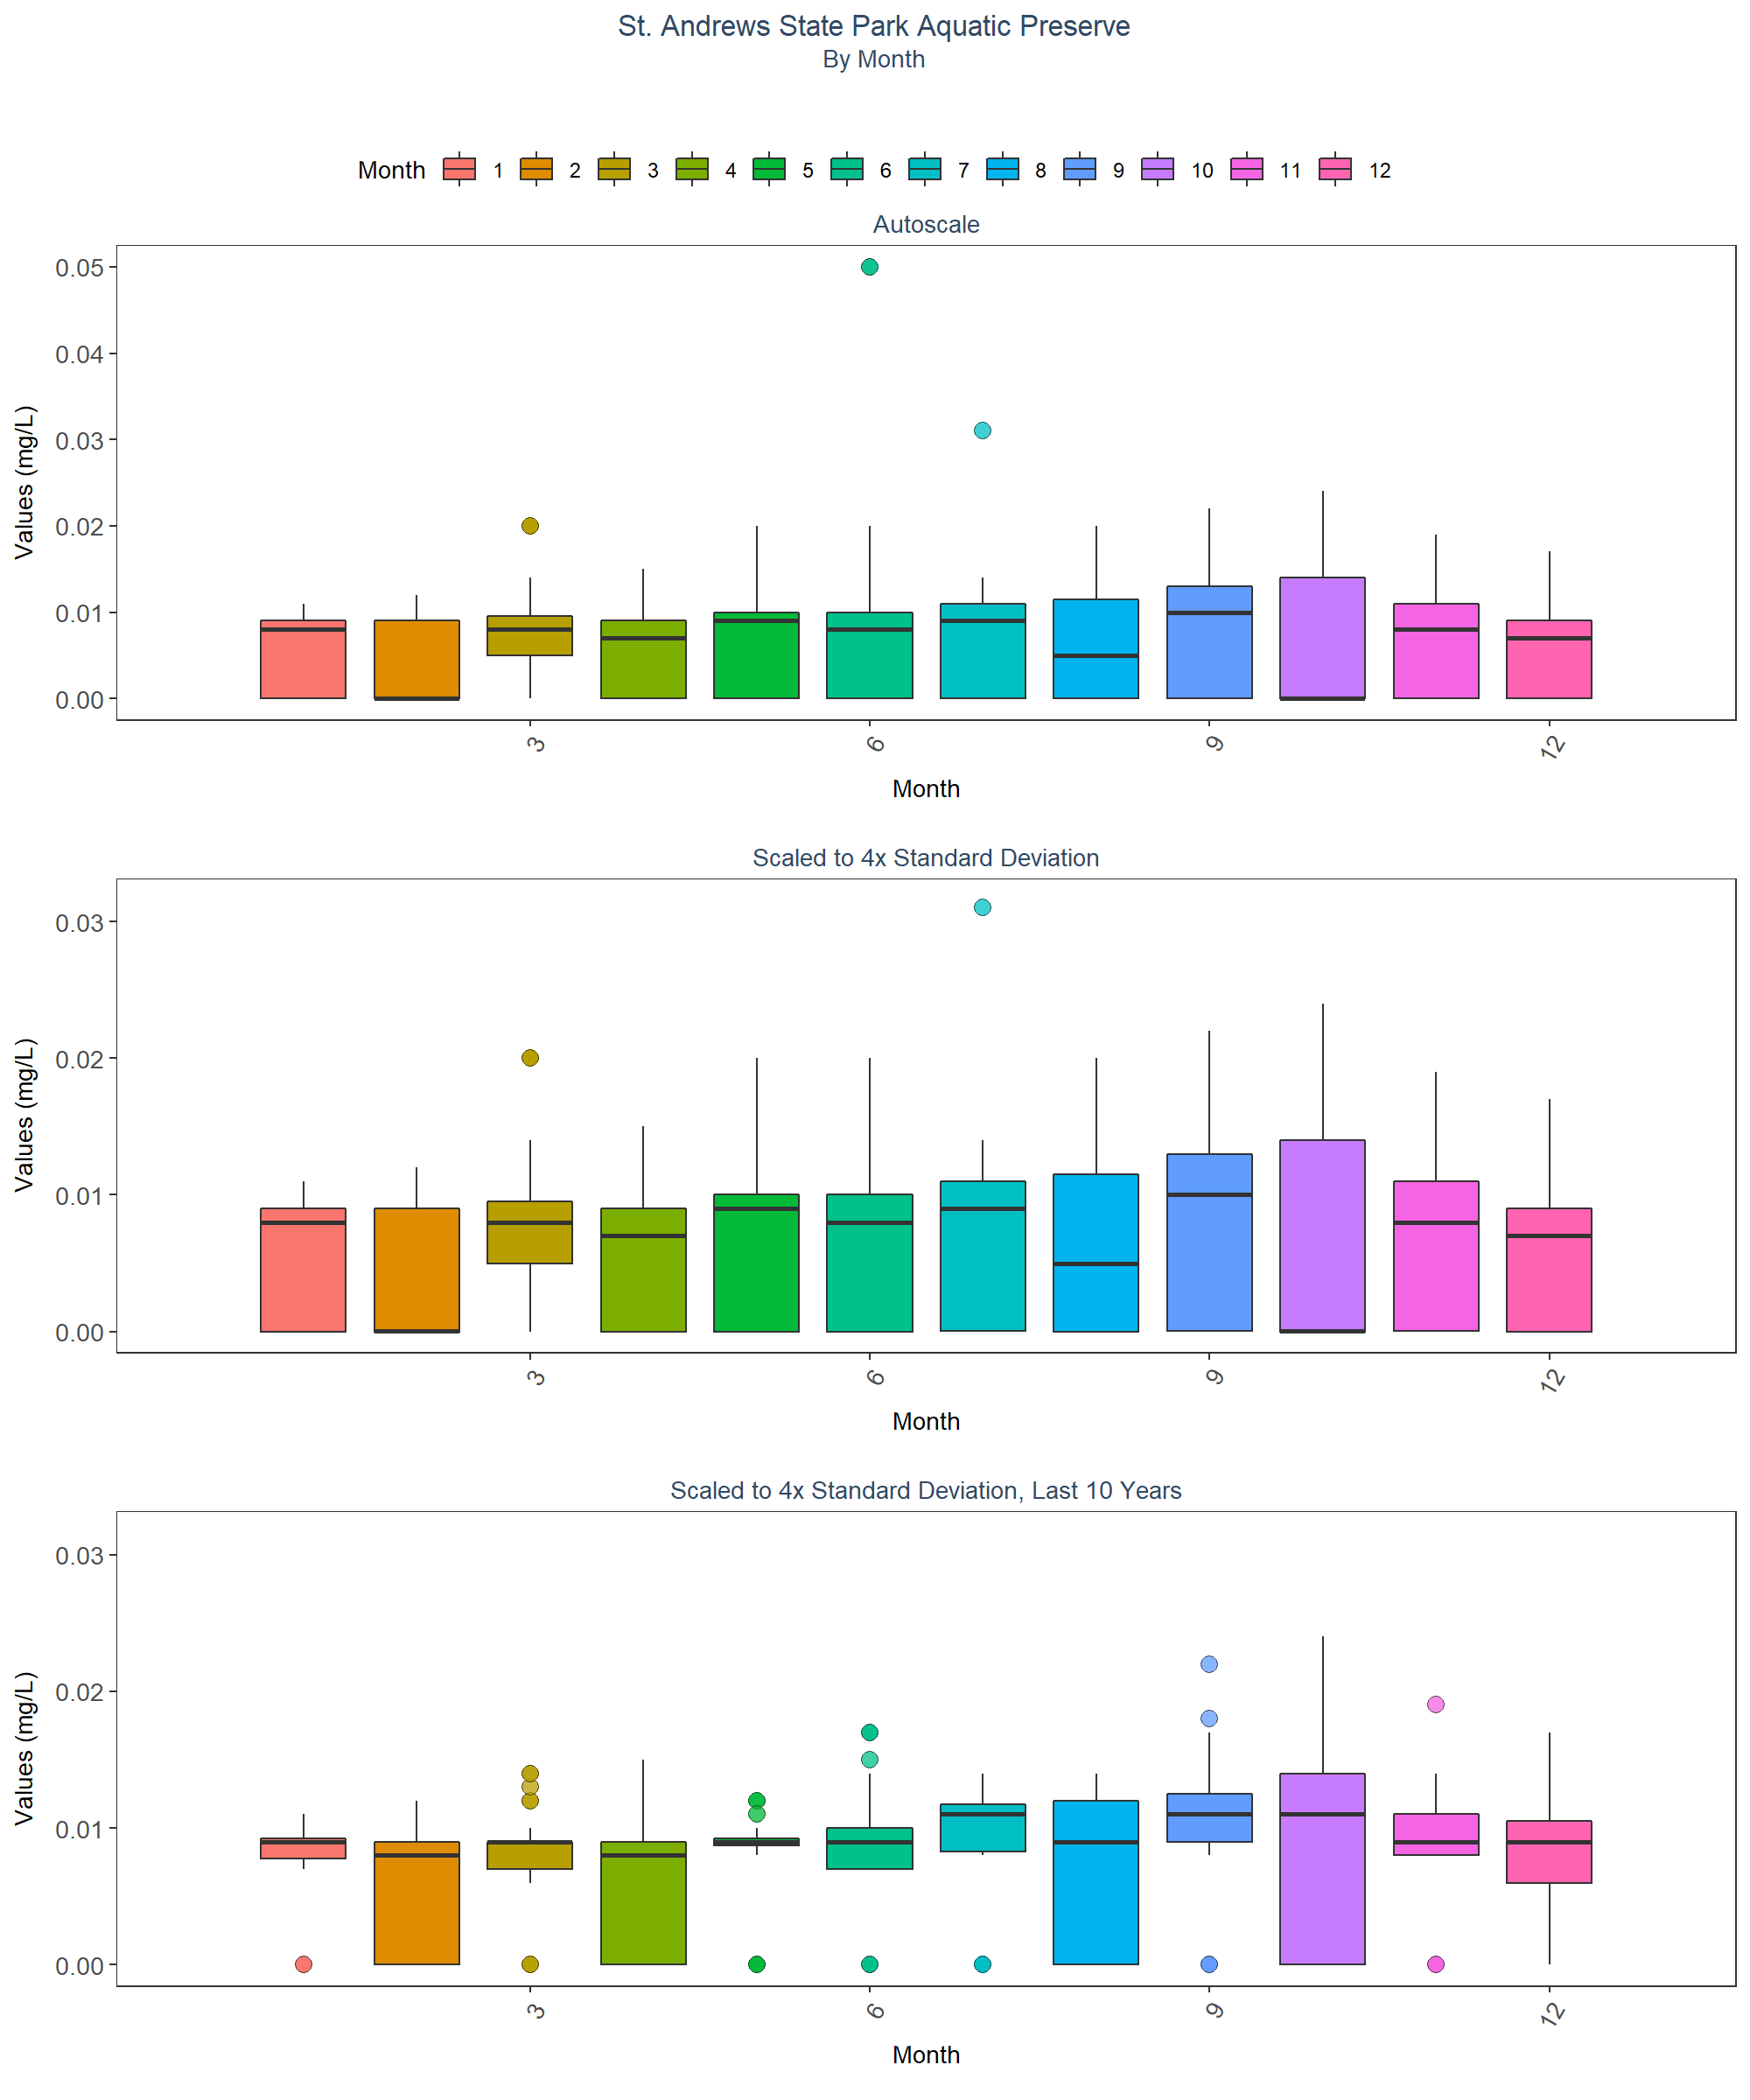 St. Andrews State Park Aquatic Preserve
By Month
Month 1 2 3 4 5 6 7 8 9 10 11 12
Autoscale
Values (mg/L)
0.05
0.04
0.03
0.02
0.01
0.00
3 6 9 12
Month
Scaled to 4x Standard Deviation
Values (mg/L)
0.03
0.02
0.01
0.00
3 6 9 12
Month
Scaled to 4x Standard Deviation, Last 10 Years
Values (mg/L)
0.03
0.02
0.01
0.00
3 6 9 12
Month